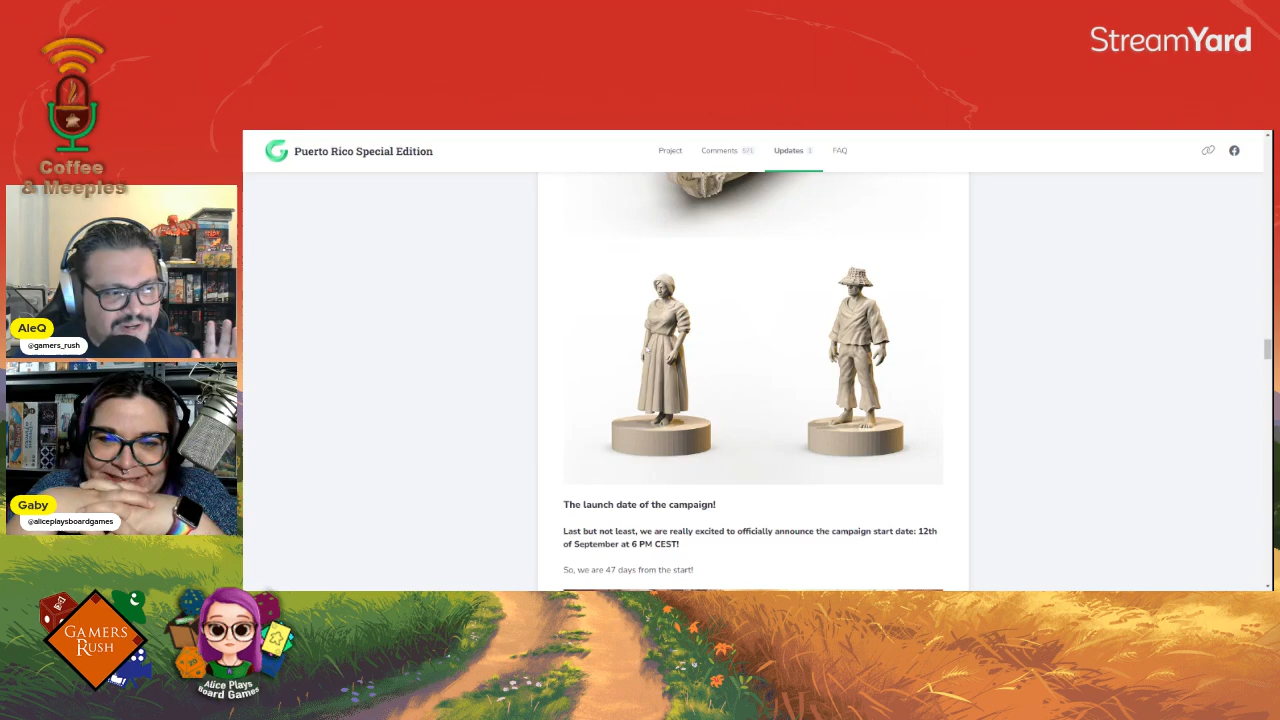 StreamYard
Coffee
& Meeples
Puerto Rico Special Edition
Project
Comments 571
Updates 3
FAQ
AleQ
@gamers_rush
Gaby
@aliceplaysboardgames
The launch date of the campaign!
Last but not least, we are really excited to officially announce the campaign start date: 12th
of September at 6 PM CEST!
So, we are 47 days from the start!
GAMERS
RUSH
Alice Plays
Board Games